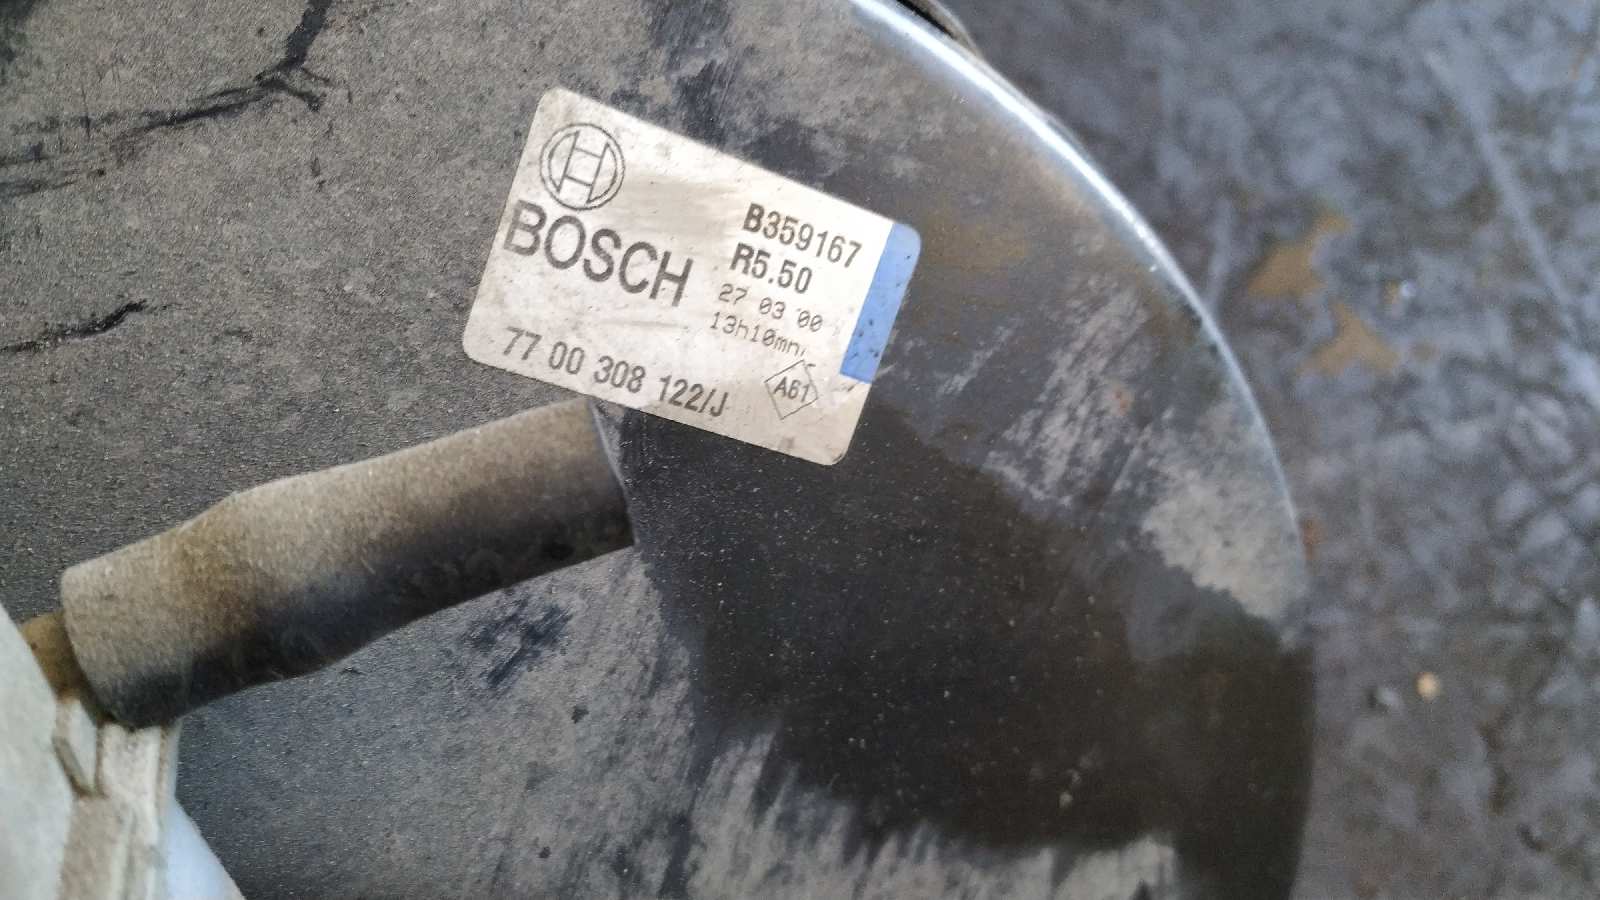 BOSCH
B359167
R5.50
27 03 00
13h10mn
77 00 308 122/J
A61